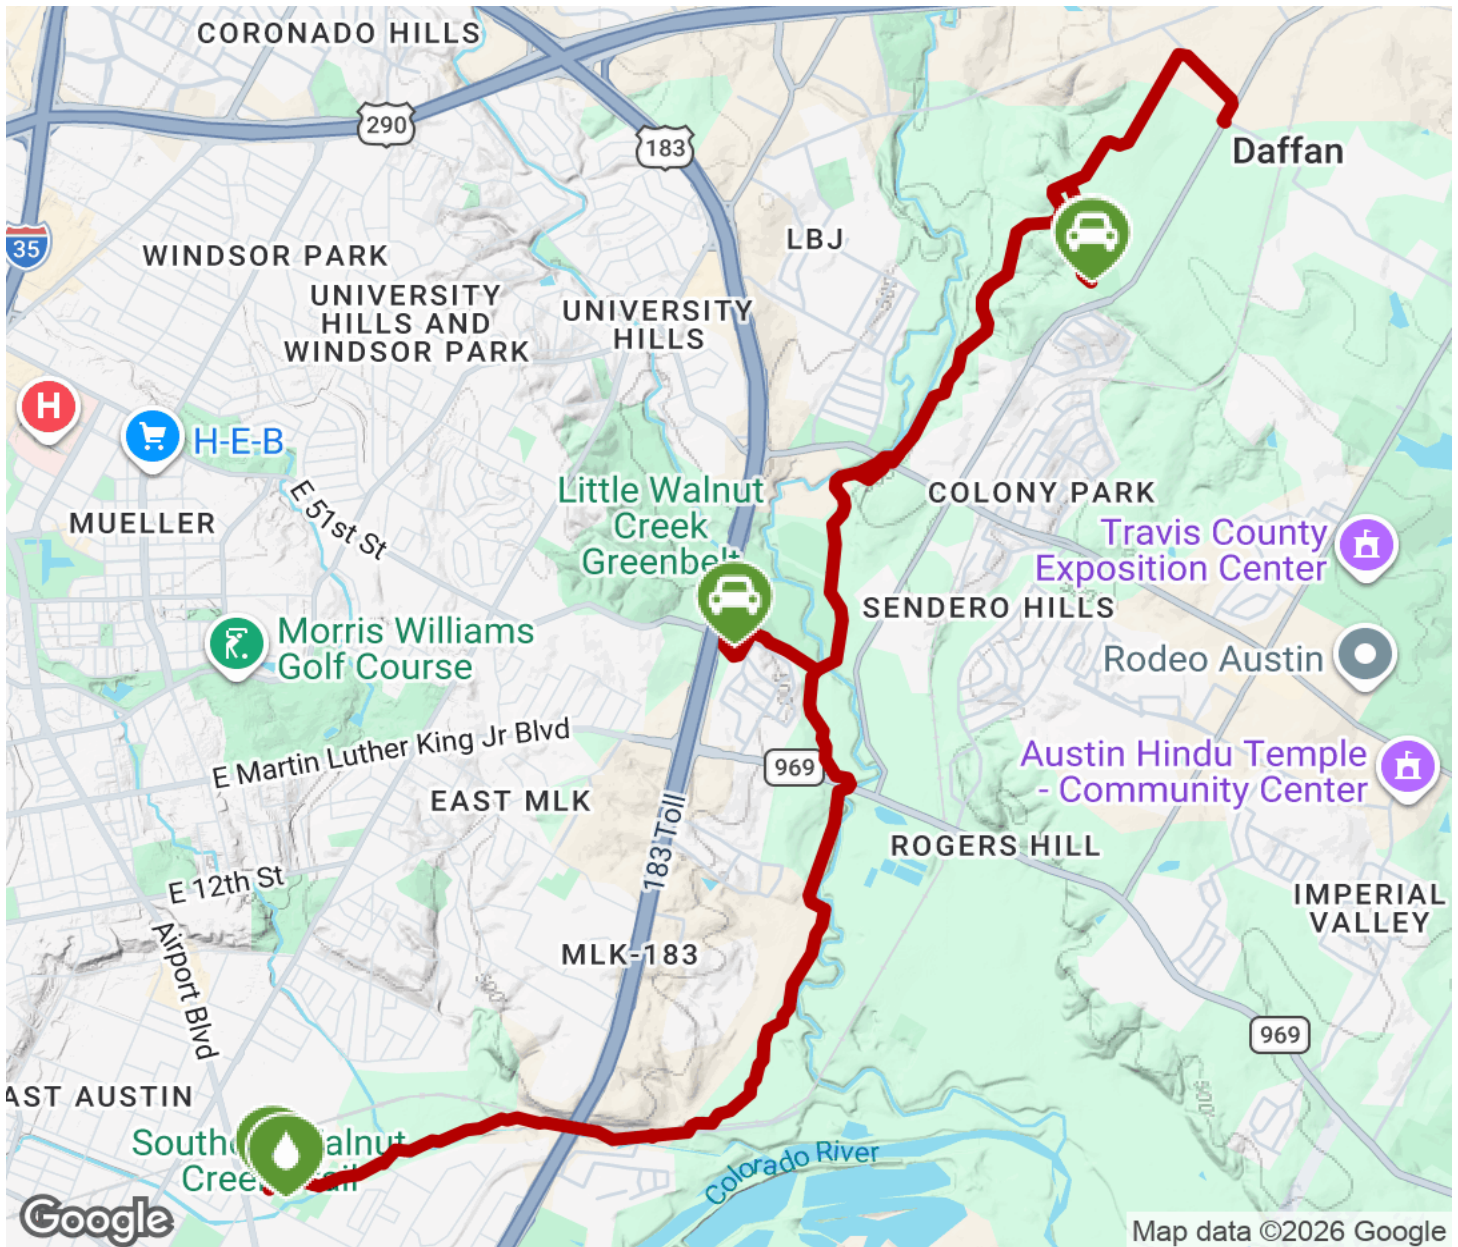 CORONADO HILLS
290
183
Daffan
35
WINDSOR PARK
LBJ
UNIVERSITY
HILLS AND
WINDSOR PARK
UNIVERSITY
HILLS
500
H
H-E-B
E 51st St
MUELLER
Little Walnut
Creek
Greenbelt
COLONY PARK
Travis County
Exposition Center
SENDERO HILLS
Morris Williams
Golf Course
Rodeo Austin
E Martin Luther King Jr Blvd
969
Austin Hindu Temple
- Community Center
EAST MLK
183 Toll
ROGERS HILL
E 12th St
IMPERIAL
VALLEY
Airport Blvd
MLK-183
500
969
500
AST AUSTIN
Colorado River
Google
Map data ©2026 Google